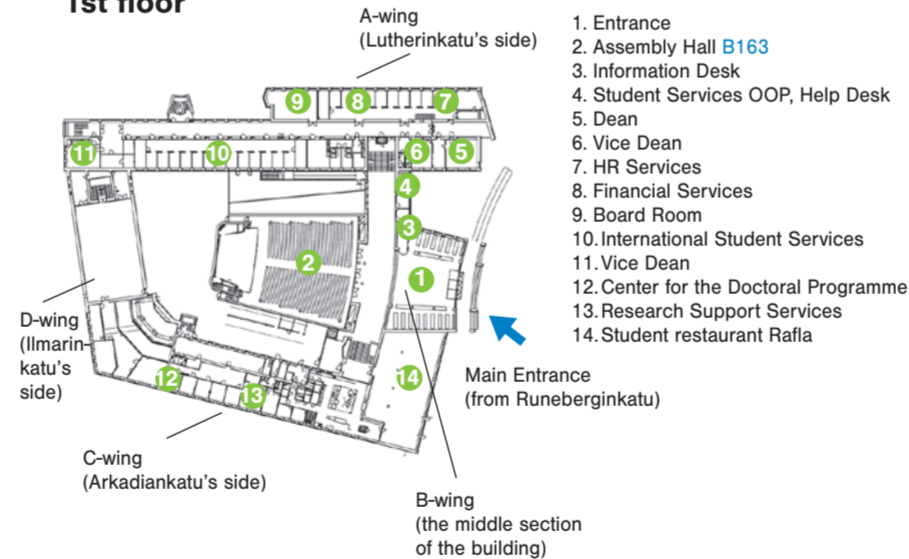 1st floor
A-wing
(Lutherinkatu's side)
1. Entrance
2. Assembly Hall B163
3. Information Desk
4. Student Services OOP, Help Desk
5. Dean
6. Vice Dean
7. HR Services
8. Financial Services
9. Board Room
10. International Student Services
11. Vice Dean
12. Center for the Doctoral Programme
13. Research Support Services
14. Student restaurant Rafla
9
8
7
11
10
6
5
4
3
2
1
D-wing
(Ilmarin-
katu's
side)
12
13
14
Main Entrance
(from Runeberginkatu)
C-wing
(Arkadiankatu's side)
B-wing
(the middle section
of the building)